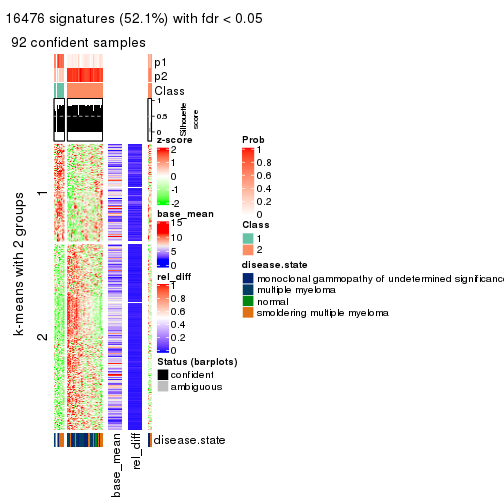 16476 signatures (52.1%) with fdr < 0.05
92 confident samples
p1
p2
Class
1
0.5
0
Silhouette
score
k-means with 2 groups
1
2
z-score
2
1
0
-1
-2
base_mean
15
10
5
0
rel_diff
1
0.8
0.6
0.4
0.2
0
Status (barplots)
confident
ambiguous
Prob
1
0.8
0.6
0.4
0.2
0
Class
1
2
disease.state
monoclonal gammopathy of undetermined significance
multiple myeloma
normal
smoldering multiple myeloma
disease.state
base_mean
rel_diff